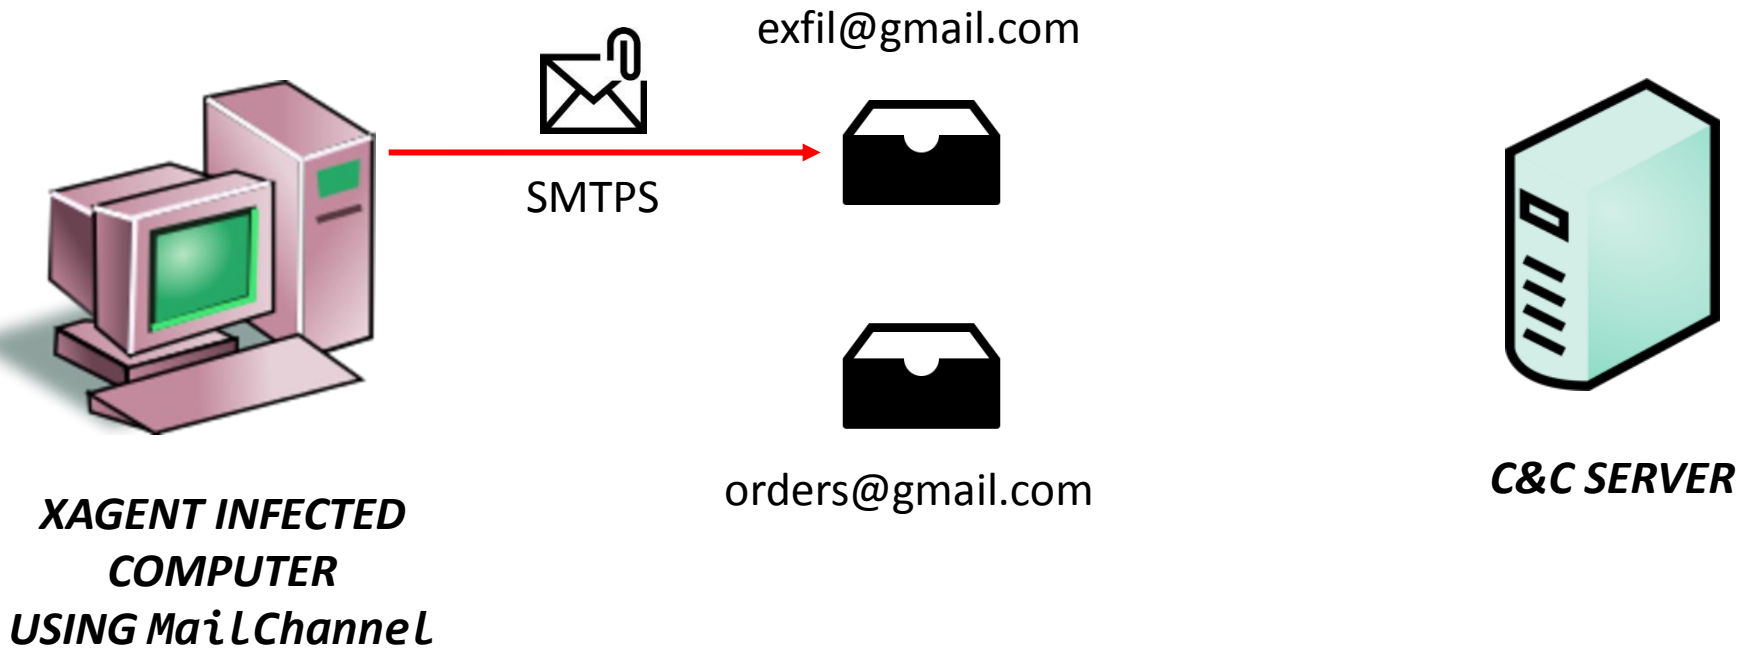 exfil@gmail.com
SMTPS
orders@gmail.com
C&C SERVER
XAGENT INFECTED
COMPUTER
USING MailChannel